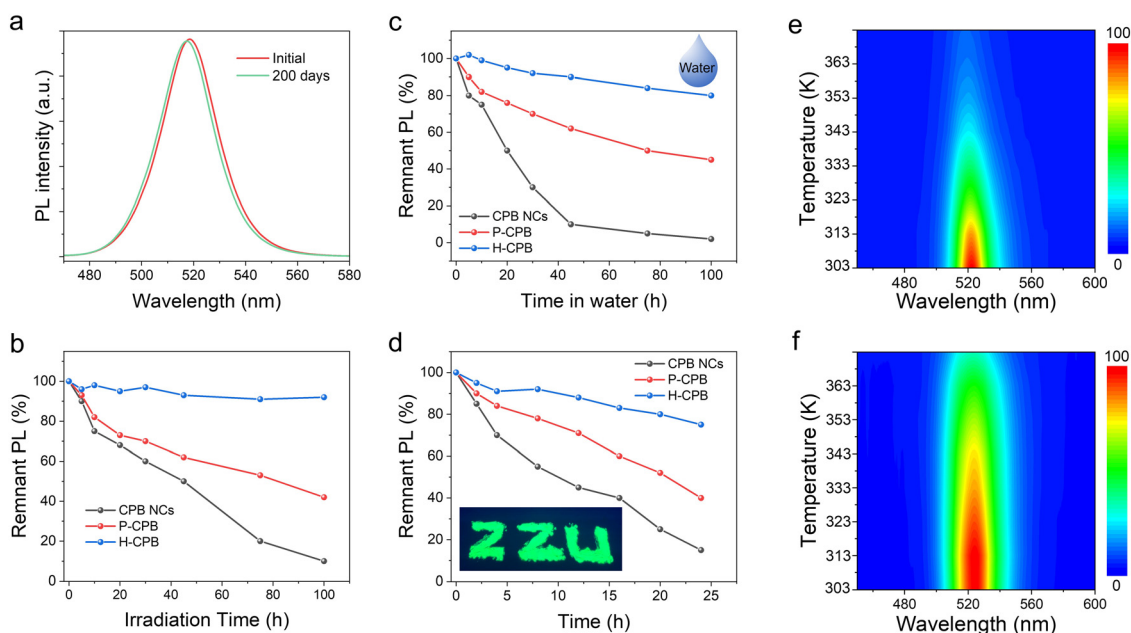 a
PL intensity (a.u.)
Initial
200 days
480 500 520 540 560 580
Wavelength (nm)
b
Remnant PL (%)
100
80
60
40
20
0
CPB NCs
P-CPB
H-CPB
0 20 40 60 80 100
Irradiation Time (h)
c
Remnant PL (%)
100
80
60
40
20
0
Water
CPB NCs
P-CPB
H-CPB
0 20 40 60 80 100
Time in water (h)
d
Remnant PL (%)
100
80
60
40
20
0
CPB NCs
P-CPB
H-CPB
ZZU
0 5 10 15 20 25
Time (h)
e
Temperature (K)
363
353
343
333
323
313
303
480 520 560 600
Wavelength (nm)
100
0
f
Temperature (K)
363
353
343
333
323
313
303
480 520 560 600
Wavelength (nm)
100
0